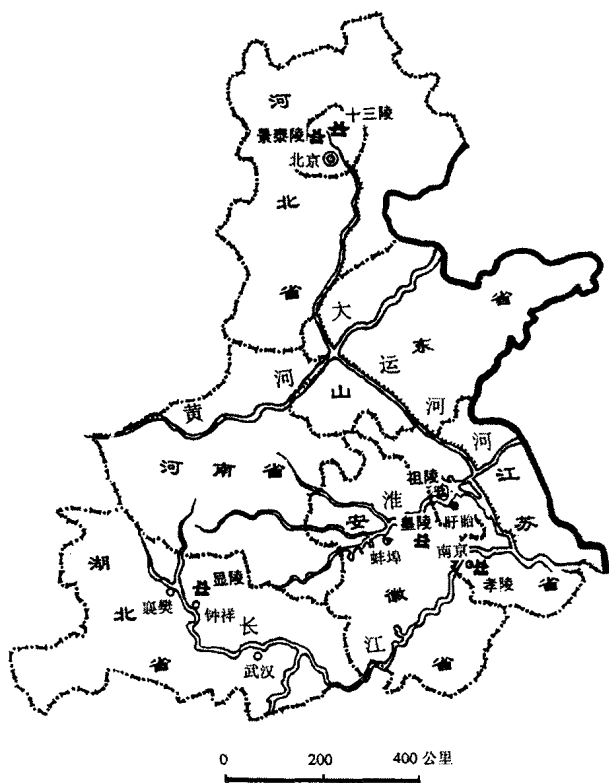 河
北
省
景泰陵
十三陵
北京
大
运
河
山
东
省
黄
河
河南省
淮
河
安
徽
省
祖陵
盱眙
皇陵
蚌埠
南京
孝陵
江
苏
省
湖
北
省
显陵
襄樊
钟祥
长
江
武汉
0 200 400 公里